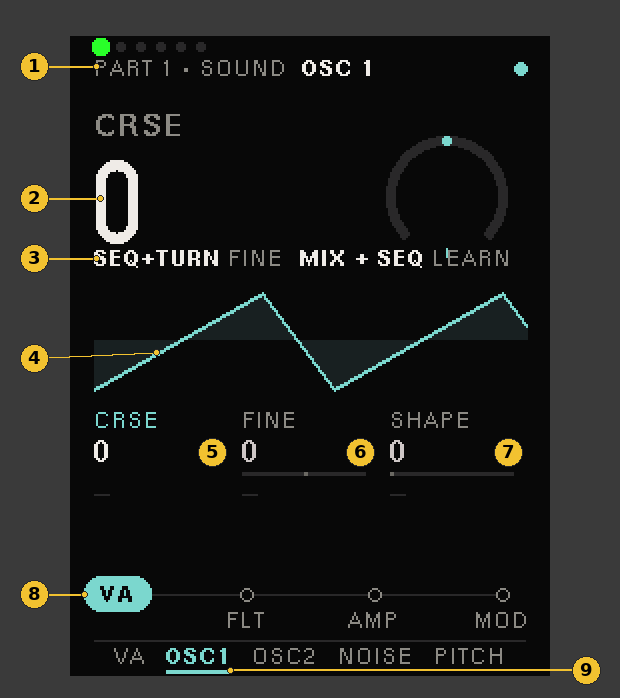 1 PART 1 · SOUND OSC 1
CRSE
2 0
3 SEQ+TURN FINE MIX + SEQ LEARN
4
CRSE FINE SHAPE
0 5 0 6 0 7
8 VA
FLT AMP MOD
VA OSC1 OSC2 NOISE PITCH
9